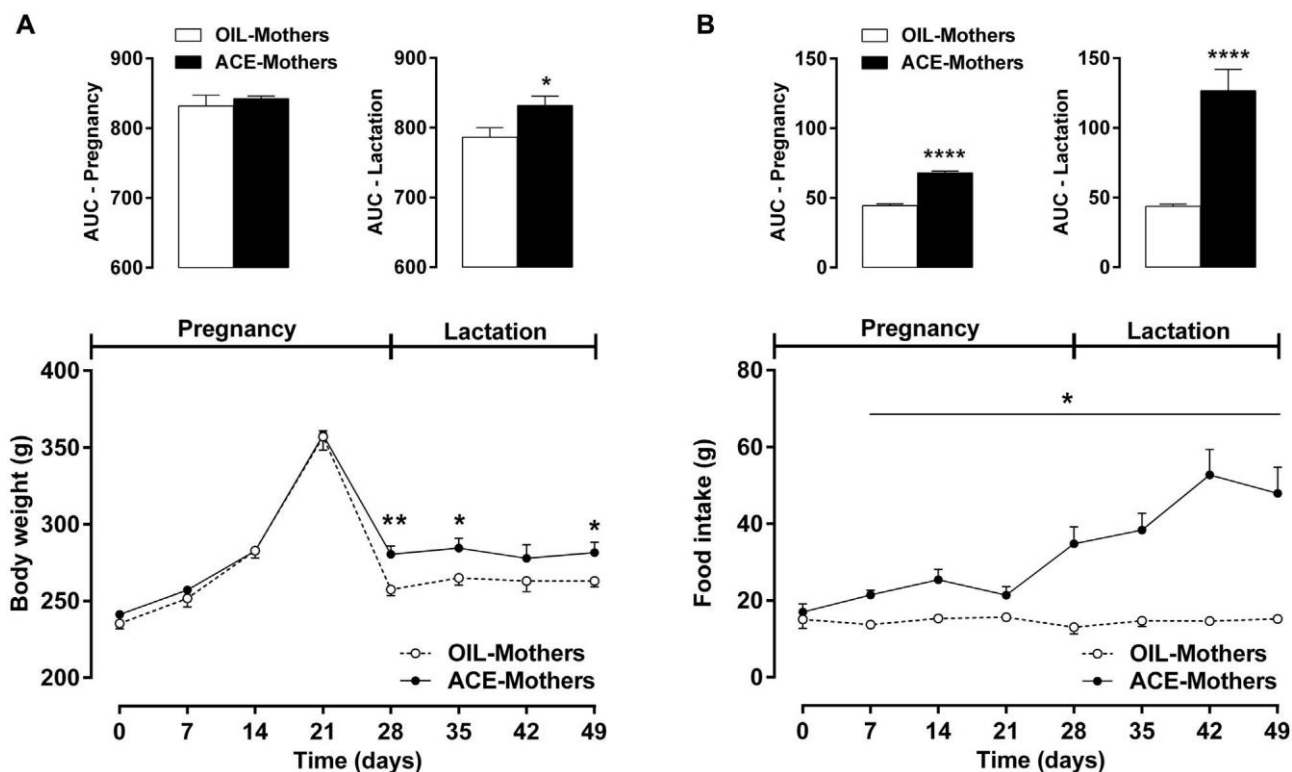 A
OIL-Mothers
ACE-Mothers
AUC - Pregnancy
900
800
700
600
AUC - Lactation
900
800
700
600
*
Pregnancy
Lactation
Body weight (g)
400
350
300
250
200
** * *
OIL-Mothers
ACE-Mothers
0 7 14 21 28 35 42 49
Time (days)
B
OIL-Mothers
ACE-Mothers
AUC - Pregnancy
150
100
50
0
****
AUC - Lactation
150
100
50
0
****
Pregnancy
Lactation
Food intake (g)
80
60
40
20
0
*
OIL-Mothers
ACE-Mothers
0 7 14 21 28 35 42 49
Time (days)